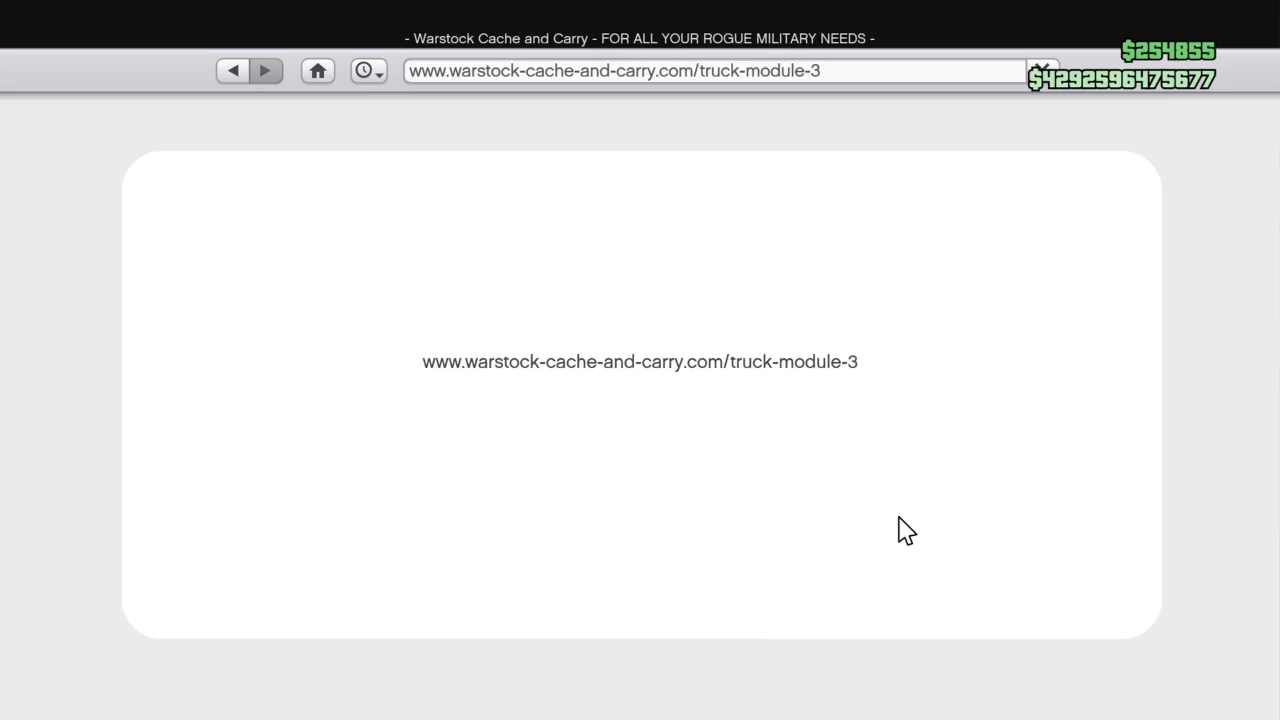 - Warstock Cache and Carry - FOR ALL YOUR ROGUE MILITARY NEEDS -
$254855
www.warstock-cache-and-carry.com/truck-module-3
$4292596475677
www.warstock-cache-and-carry.com/truck-module-3